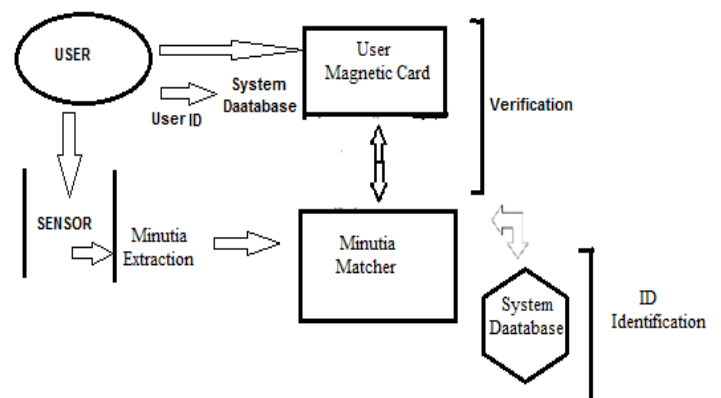 USER
User
Magnetic Card
System
Daatabase
User ID
Verification
SENSOR
Minutia
Extraction
Minutia
Matcher
System
Daatabase
ID
Identification